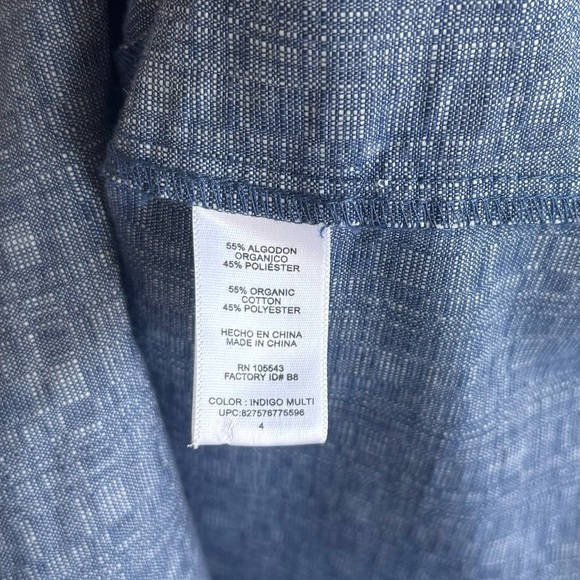 55% ALGODON
ORGANICO
45% POLIÉSTER
55% ORGANIC
COTTON
45% POLYESTER
HECHO EN CHINA
MADE IN CHINA
RN 105543
FACTORY ID# B8
COLOR : INDIGO MULTI
UPC:827576775596
4